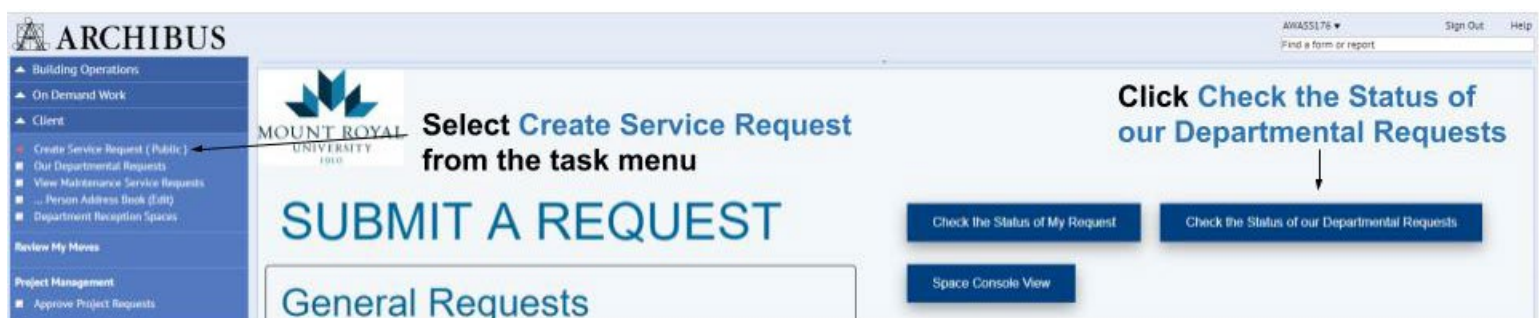 ARCHIBUS
AWASS176 ▾ Sign Out Help
Find a form or report
Building Operations
On Demand Work
Client
Create Service Request ( Public )
Our Departmental Requests
View Maintenance Service Requests
... Person Address Book (Edit)
Department Reception Spaces
Review My Moves
Project Management
Approve Project Requests
MOUNT ROYAL
UNIVERSITY
1910
Select Create Service Request
from the task menu
Click Check the Status of
our Departmental Requests
SUBMIT A REQUEST
Check the Status of My Request
Check the Status of our Departmental Requests
Space Console View
General Requests